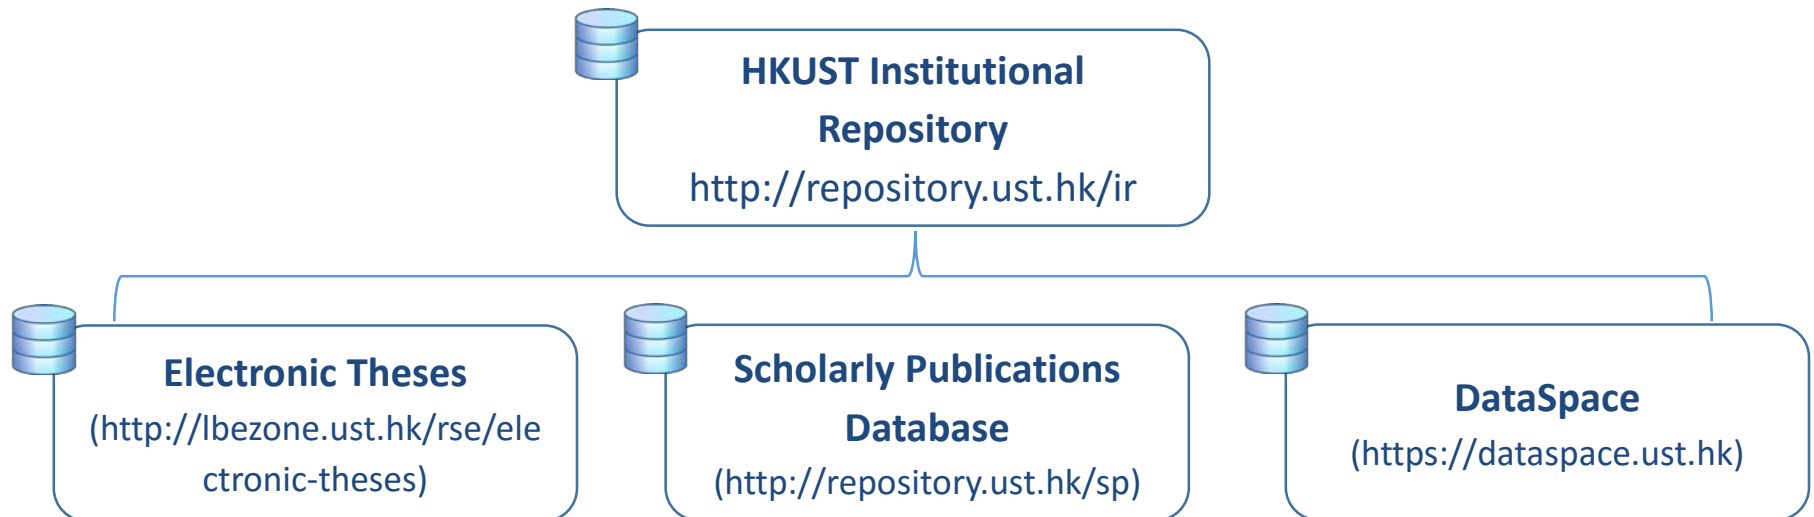 HKUST Institutional
Repository
http://repository.ust.hk/ir
Electronic Theses
(http://lbezone.ust.hk/rse/ele
ctronic-theses)
Scholarly Publications
Database
(http://repository.ust.hk/sp)
DataSpace
(https://dataspace.ust.hk)